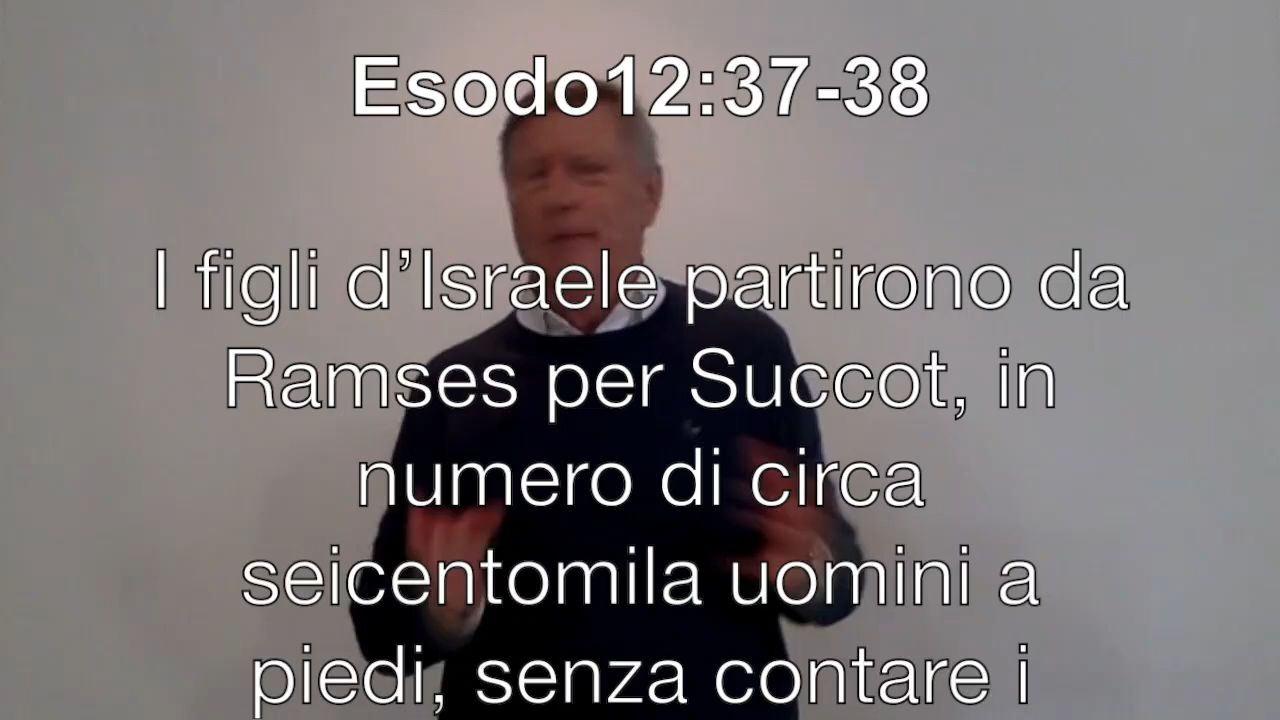 Esodo12:37-38
I figli d’Israele partirono da
Ramses per Succot, in
numero di circa
seicentomila uomini a
piedi, senza contare i